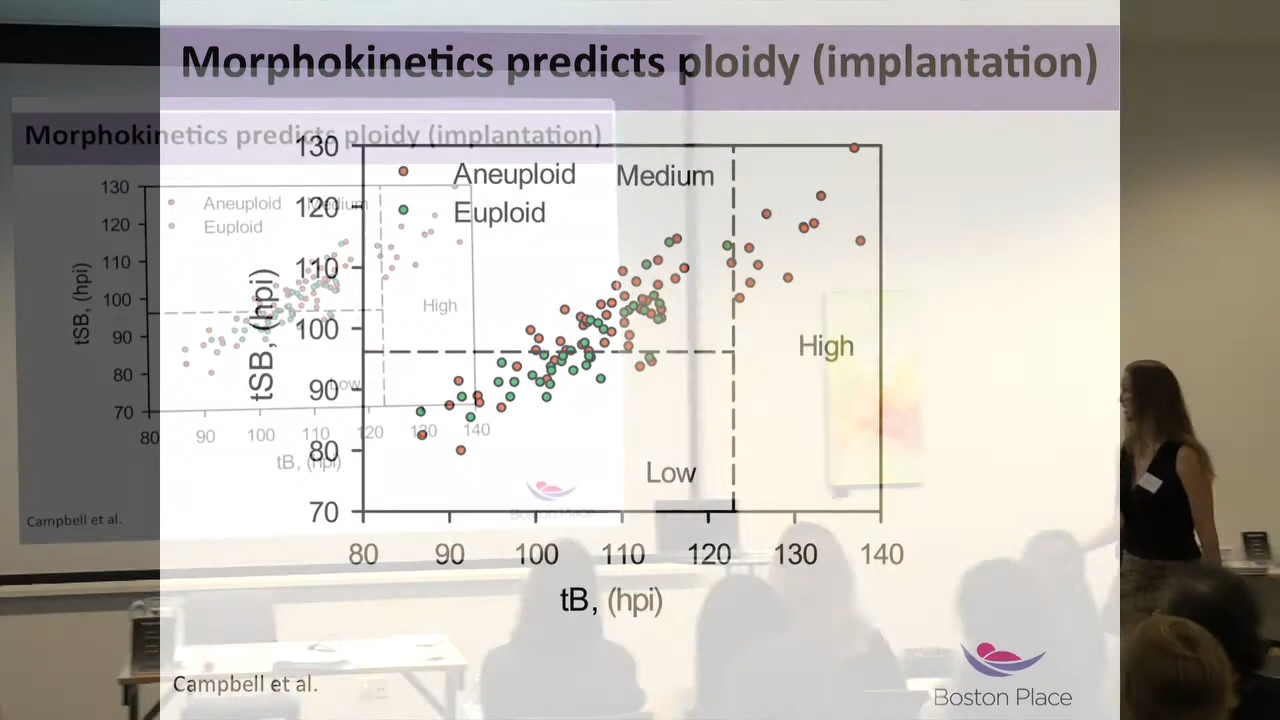 Morphokinetics predicts ploidy (implantation)
130
120
110
100
90
80
70
tSB, (hpi)
Aneuploid
Euploid
Medium
High
Low
80 90 100 110 120 130 140
tB, (hpi)
Campbell et al.
Boston Place
Morphokinetics predicts ploidy (implantation)
130
120
110
100
90
80
70
tSB, (hpi)
Aneuploid
Euploid
Medium
High
Low
80 90 100 110 120 130 140
tB, (hpi)
Campbell et al.
Boston Place